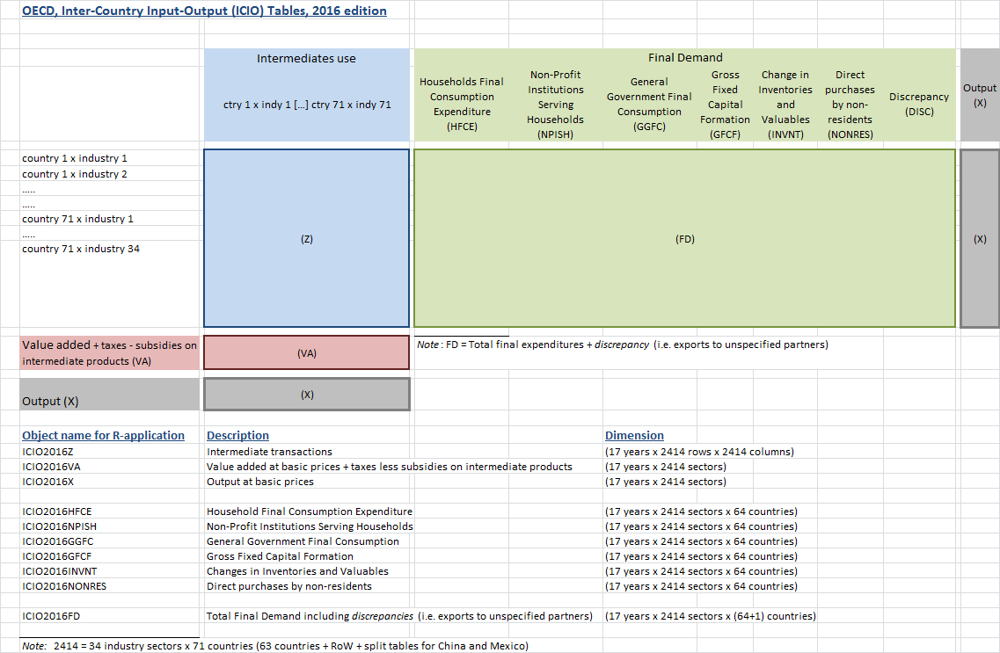 OECD, Inter-Country Input-Output (ICIO) Tables, 2016 edition
Intermediates use
ctry 1 x indy 1 [...] ctry 71 x indy 71
Final Demand
Households Final
Consumption
Expenditure
(HFCE)
Non-Profit
Institutions
Serving
Households
(NPISH)
General
Government Final
Consumption
(GGFC)
Gross
Fixed
Capital
Formation
(GFCF)
Change in
Inventories
and
Valuables
(INVNT)
Direct
purchases
by non-
residents
(NONRES)
Discrepancy
(DISC)
Output
(X)
country 1 x industry 1
country 1 x industry 2
.....
.....
country 71 x industry 1
.....
country 71 x industry 34
(Z)
(FD)
(X)
Value added + taxes - subsidies on
intermediate products (VA)
(VA)
Note : FD = Total final expenditures + discrepancy (i.e. exports to unspecified partners)
Output (X)
(X)
Object name for R-application Description Dimension
ICIO2016Z Intermediate transactions (17 years x 2414 rows x 2414 columns)
ICIO2016VA Value added at basic prices + taxes less subsidies on intermediate products (17 years x 2414 sectors)
ICIO2016X Output at basic prices (17 years x 2414 sectors)
ICIO2016HFCE Household Final Consumption Expenditure (17 years x 2414 sectors x 64 countries)
ICIO2016NPISH Non-Profit Institutions Serving Households (17 years x 2414 sectors x 64 countries)
ICIO2016GGFC General Government Final Consumption (17 years x 2414 sectors x 64 countries)
ICIO2016GFCF Gross Fixed Capital Formation (17 years x 2414 sectors x 64 countries)
ICIO2016INVNT Changes in Inventories and Valuables (17 years x 2414 sectors x 64 countries)
ICIO2016NONRES Direct purchases by non-residents (17 years x 2414 sectors x 64 countries)
ICIO2016FD Total Final Demand including discrepancies (i.e. exports to unspecified partners) (17 years x 2414 sectors x (64+1) countries)
Note: 2414 = 34 industry sectors x 71 countries (63 countries + RoW + split tables for China and Mexico)